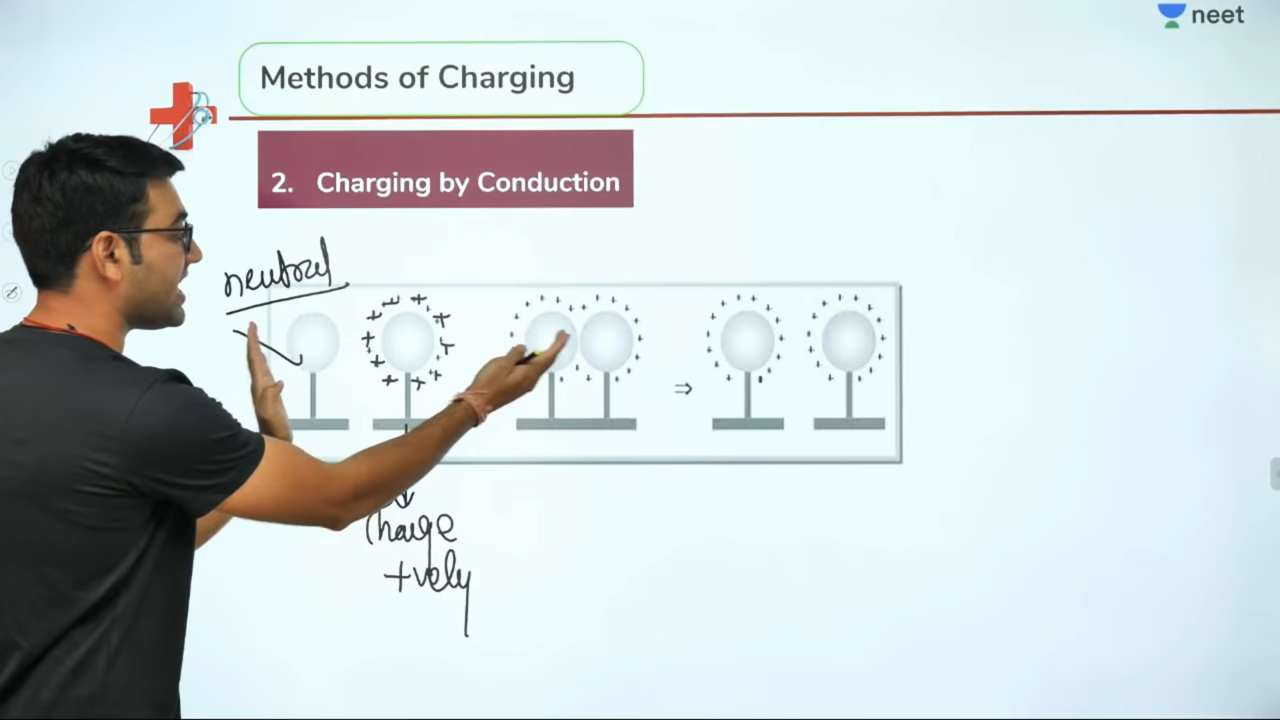 neet
Methods of Charging
2. Charging by Conduction
neutral
⇒
Charge
+vely